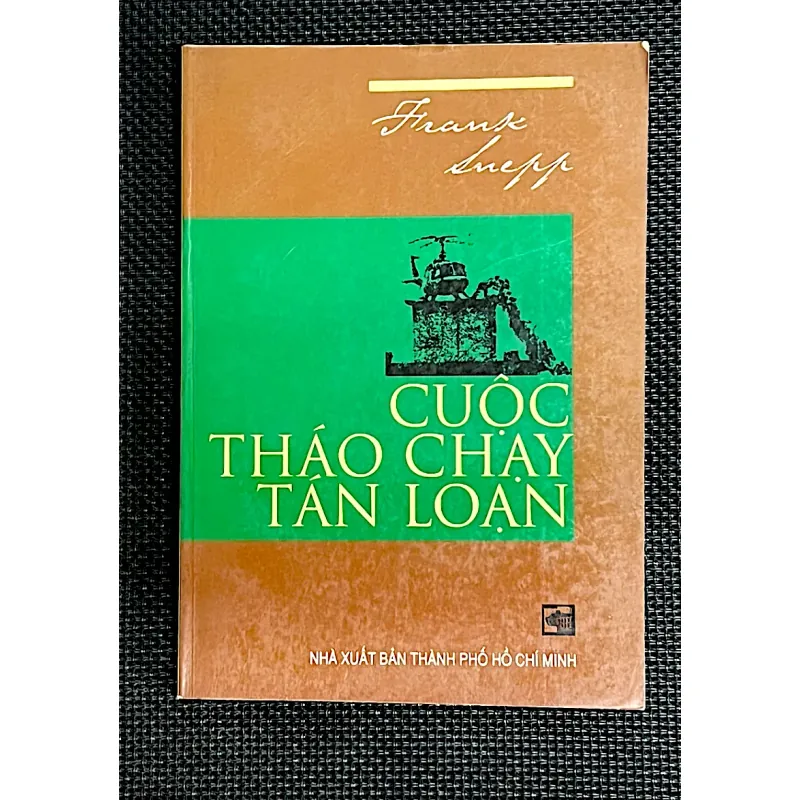 Frank
Snepp
CUỘC
THÁO CHẠY
TÁN LOẠN
NHÀ XUẤT BẢN THÀNH PHỐ HỒ CHÍ MINH